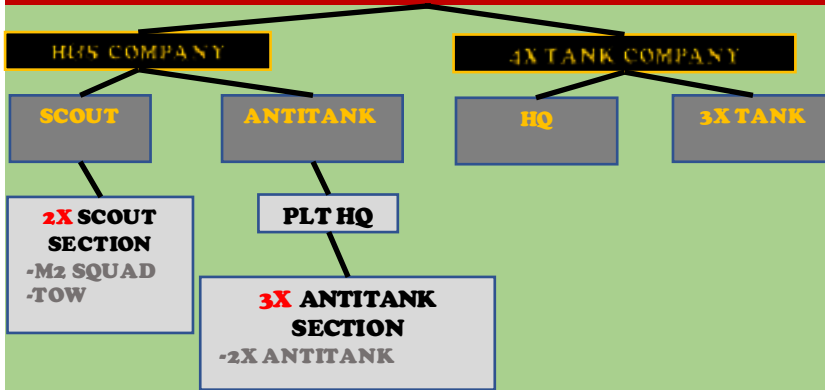 HHS COMPANY
4X TANK COMPANY
SCOUT
ANTITANK
HQ
3X TANK
2X SCOUT
SECTION
-M2 SQUAD
-TOW
PLT HQ
3X ANTITANK
SECTION
-2X ANTITANK